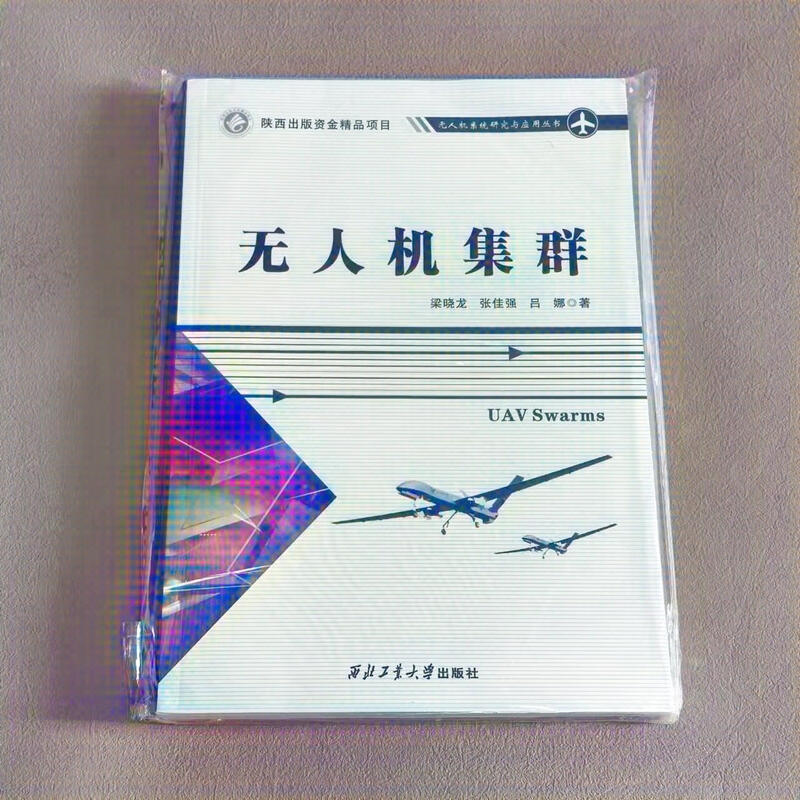 陕西出版资金精品项目
无人机系统研究与应用丛书
无人机集群
梁晓龙 张佳强 吕娜◎著
UAV Swarms
西北工业大学出版社